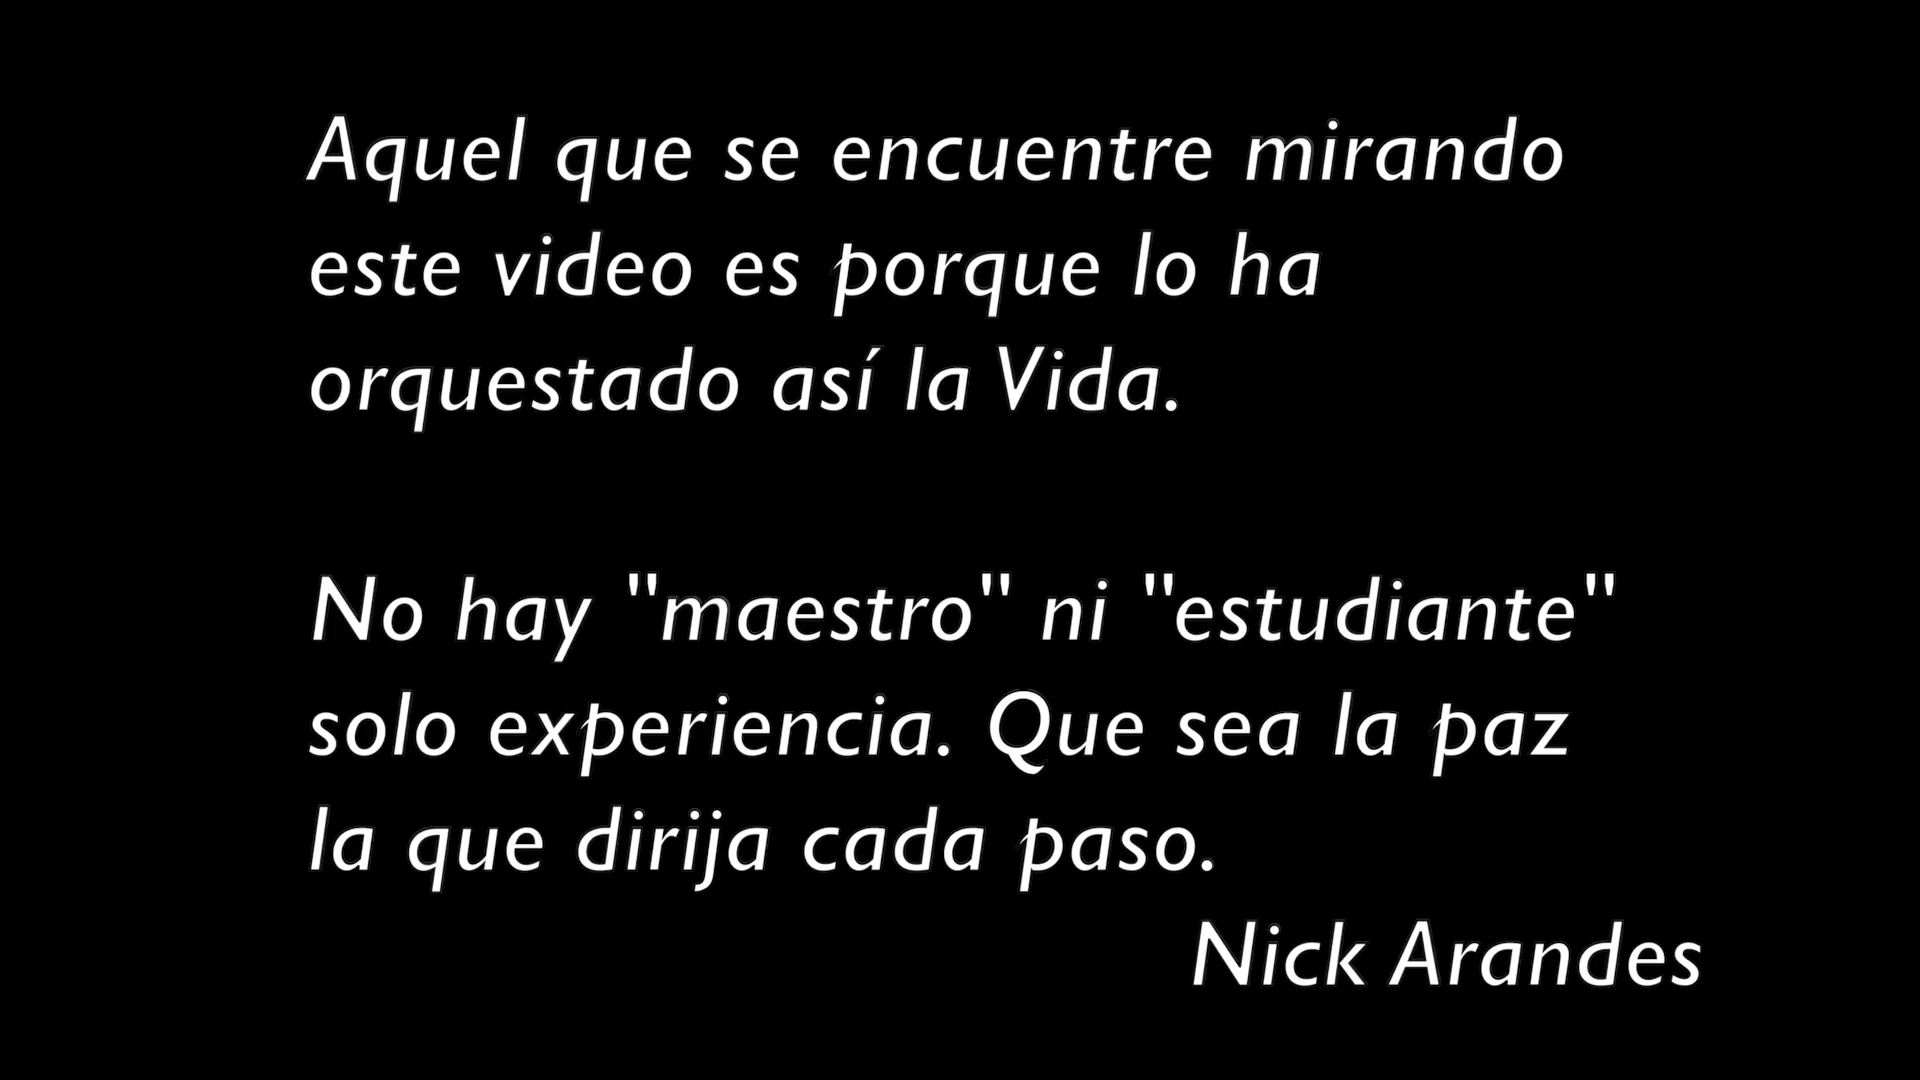 Aquel que se encuentre mirando
este video es porque lo ha
orquestado así la Vida.
No hay "maestro" ni "estudiante"
solo experiencia. Que sea la paz
la que dirija cada paso.
Nick Arandes